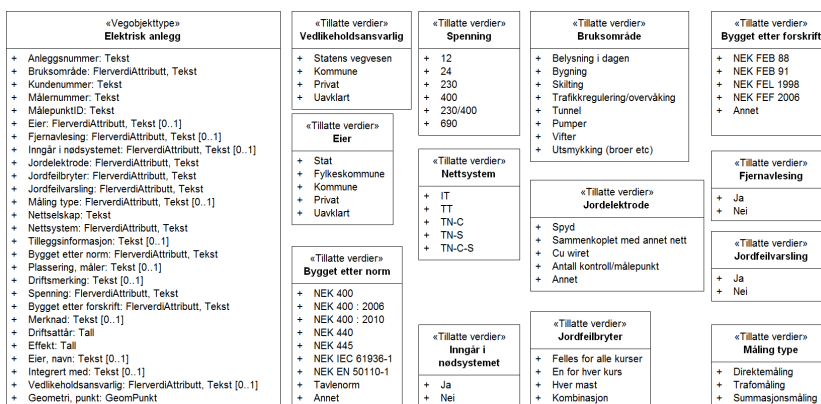 «Vegobjekttype»
Elektrisk anlegg
+ Anleggsnummer: Tekst
+ Bruksområde: FlerverdiAttributt, Tekst
+ Kundenummer: Tekst
+ Målernummer: Tekst
+ MålepunktID: Tekst
+ Eier: FlerverdiAttributt, Tekst [0..1]
+ Fjernavlesing: FlerverdiAttributt, Tekst [0..1]
+ Inngår i nødsystemet: FlerverdiAttributt, Tekst [0..1]
+ Jordelektrode: FlerverdiAttributt, Tekst
+ Jordfeilbryter: FlerverdiAttributt, Tekst
+ Jordfeilvarsling: FlerverdiAttributt, Tekst
+ Måling type: FlerverdiAttributt, Tekst [0..1]
+ Nettselskap: Tekst
+ Nettsystem: FlerverdiAttributt, Tekst
+ Tilleggsinformasjon: Tekst [0..1]
+ Bygget etter norm: FlerverdiAttributt, Tekst
+ Plassering, måler: Tekst [0..1]
+ Driftsmerking: Tekst [0..1]
+ Spenning: FlerverdiAttributt, Tekst
+ Bygget etter forskrift: FlerverdiAttributt, Tekst
+ Merknad: Tekst [0..1]
+ Driftsattår: Tall
+ Effekt: Tall
+ Eier, navn: Tekst [0..1]
+ Integrert med: Tekst [0..1]
+ Vedlikeholdsansvarlig: FlerverdiAttributt, Tekst [0..1]
+ Geometri, punkt: GeomPunkt
«Tillatte verdier»
Vedlikeholdsansvarlig
+ Statens vegvesen
+ Kommune
+ Privat
+ Uavklart
«Tillatte verdier»
Eier
+ Stat
+ Fylkeskommune
+ Kommune
+ Privat
+ Uavklart
«Tillatte verdier»
Bygget etter norm
+ NEK 400
+ NEK 400 : 2006
+ NEK 400 : 2010
+ NEK 440
+ NEK 445
+ NEK IEC 61936-1
+ NEK EN 50110-1
+ Tavlenorm
+ Annet
«Tillatte verdier»
Spenning
+ 12
+ 24
+ 230
+ 400
+ 230/400
+ 690
«Tillatte verdier»
Nettsystem
+ IT
+ TT
+ TN-C
+ TN-S
+ TN-C-S
«Tillatte verdier»
Inngår i
nødsystemet
+ Ja
+ Nei
«Tillatte verdier»
Bruksområde
+ Belysning i dagen
+ Bygning
+ Skilting
+ Trafikkregulering/overvåking
+ Tunnel
+ Pumper
+ Vifter
+ Utsmykking (broer etc)
«Tillatte verdier»
Jordelektrode
+ Spyd
+ Sammenkoplet med annet nett
+ Cu wiret
+ Antall kontroll/målepunkt
+ Annet
«Tillatte verdier»
Jordfeilbryter
+ Felles for alle kurser
+ En for hver kurs
+ Hver mast
+ Kombinasjon
«Tillatte verdier»
Bygget etter forskrift
+ NEK FEB 88
+ NEK FEB 91
+ NEK FEL 1998
+ NEK FEF 2006
+ Annet
«Tillatte verdier»
Fjernavlesing
+ Ja
+ Nei
«Tillatte verdier»
Jordfeilvarsling
+ Ja
+ Nei
«Tillatte verdier»
Måling type
+ Direktemåling
+ Trafomåling
+ Summasjonsmåling